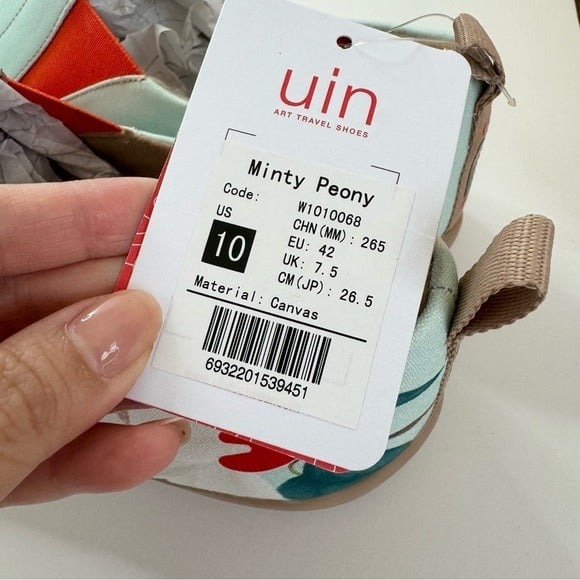 uin
ART TRAVEL SHOES
Minty Peony
Code: W1010068
US 10
CHN(MM): 265
EU: 42
UK: 7.5
CM(JP): 26.5
Material: Canvas
6932201539451